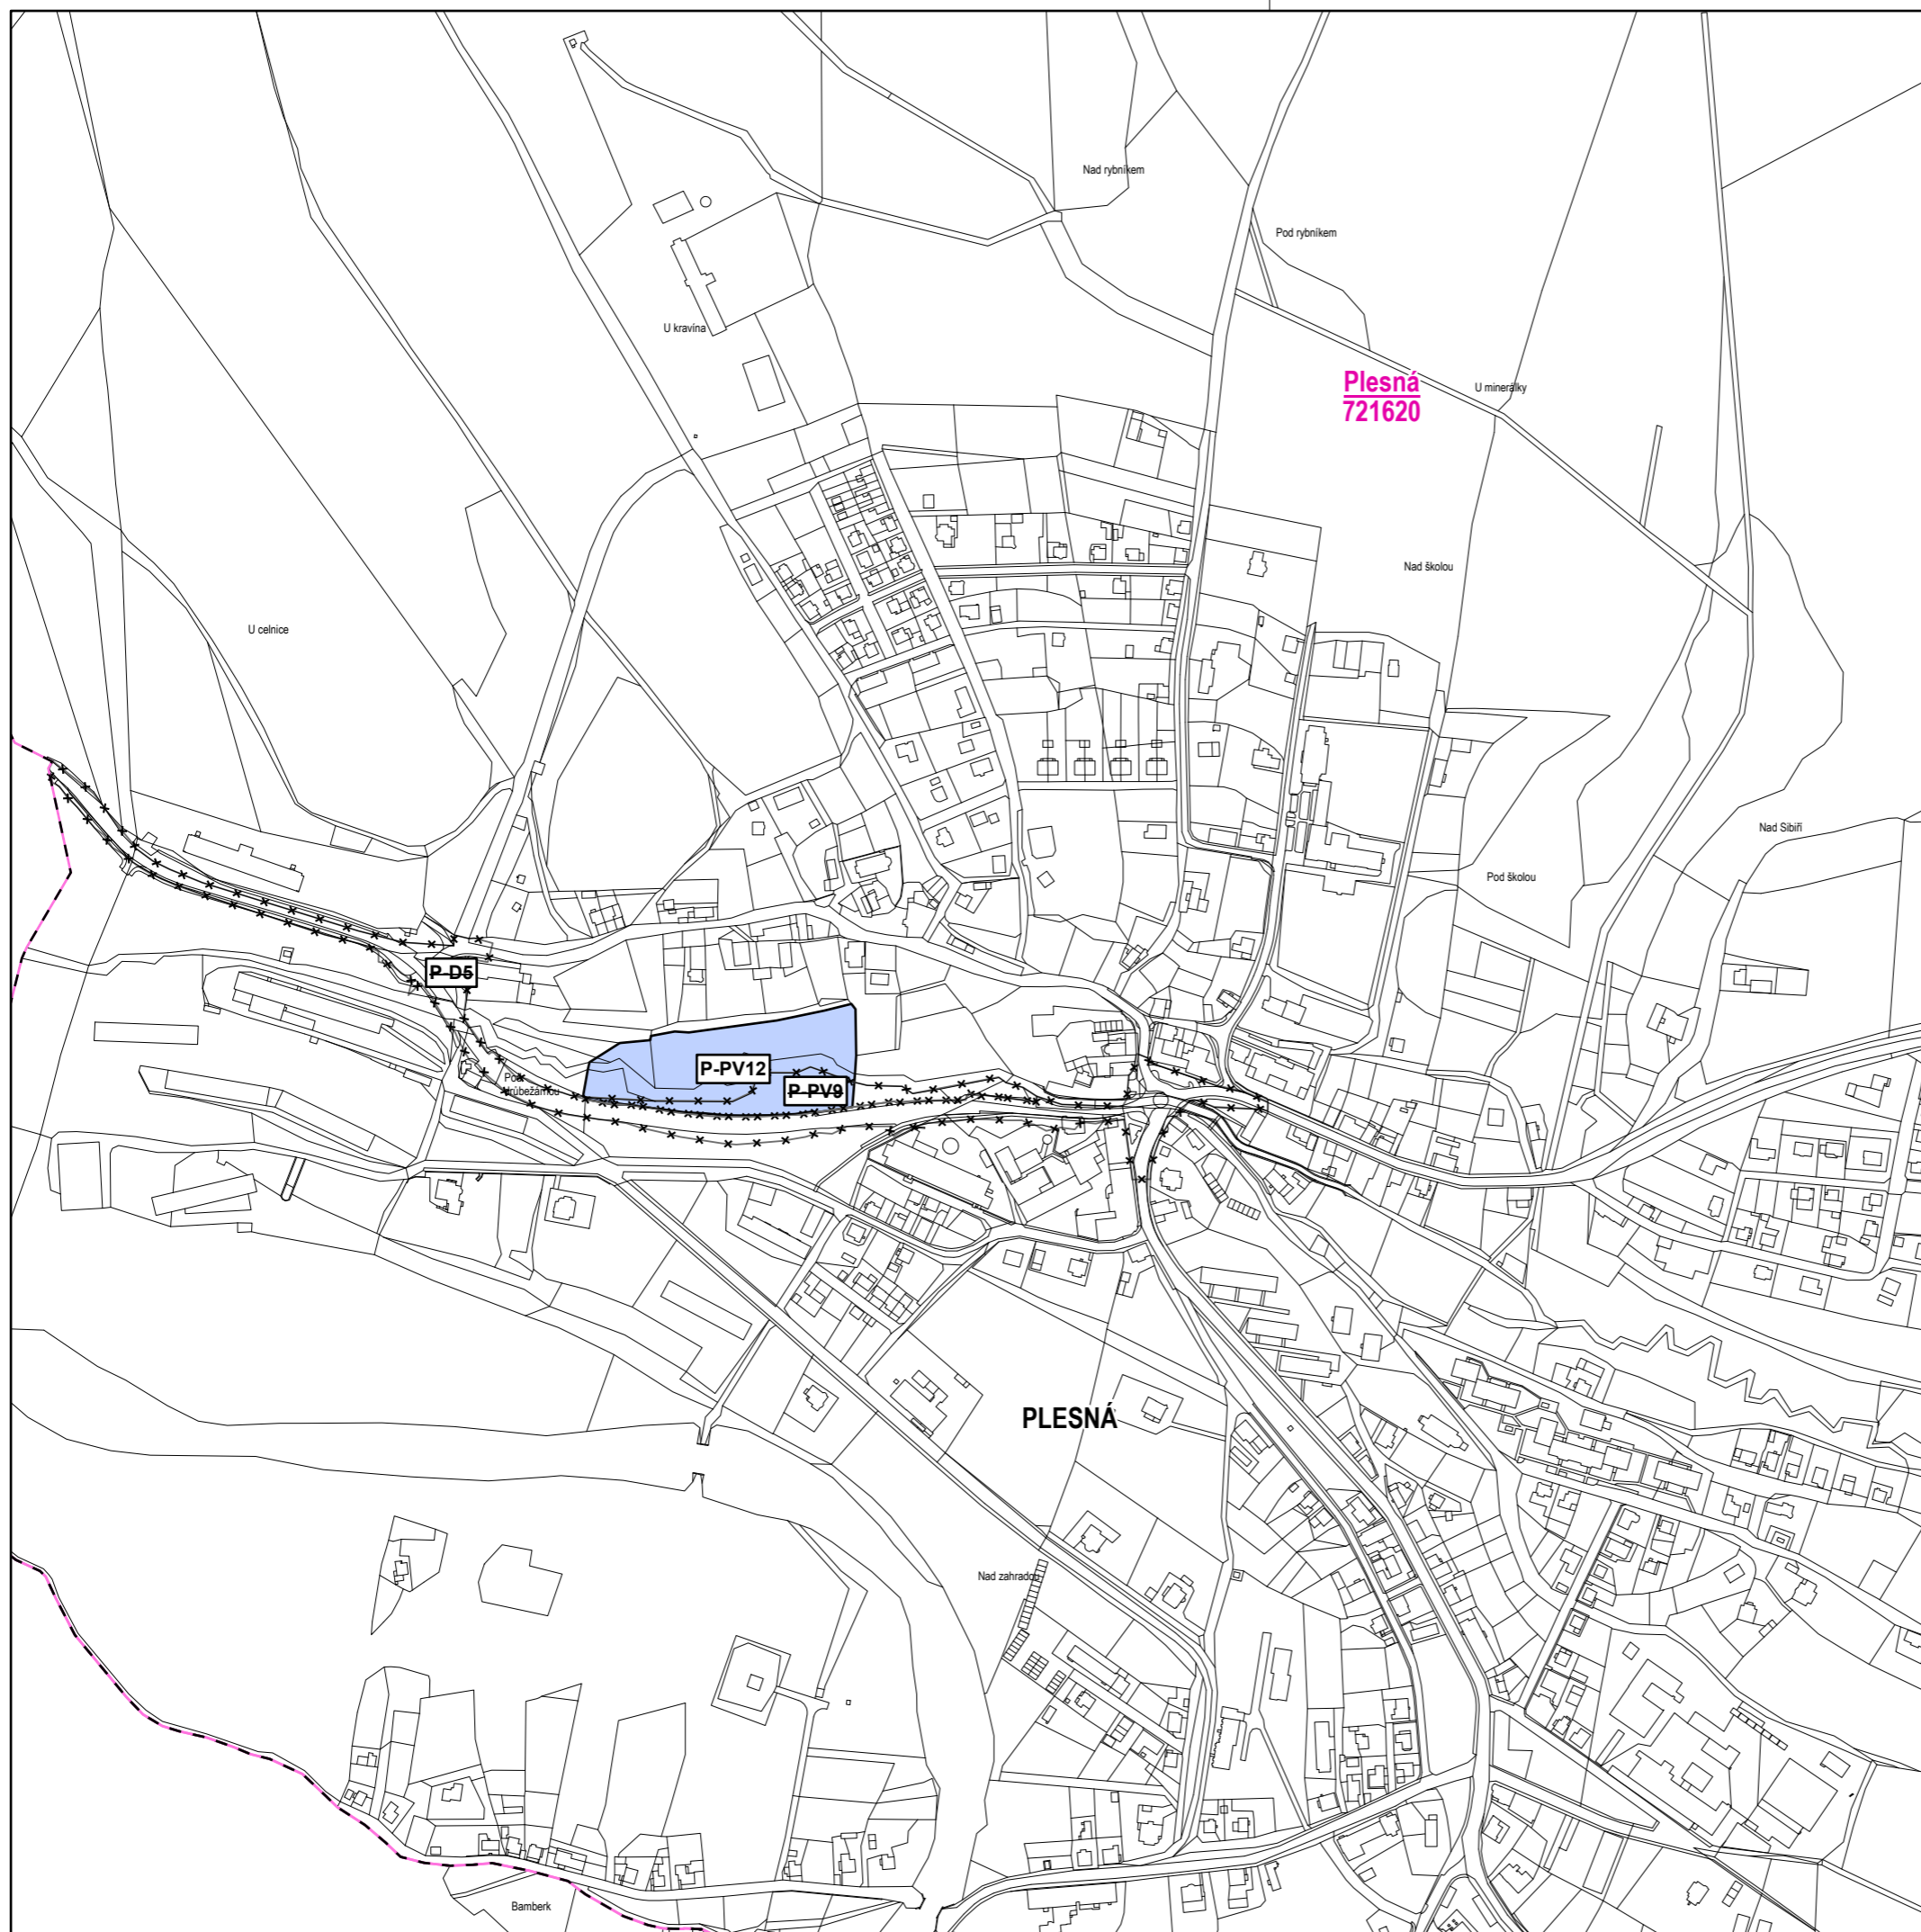 Nad rybníkem
Pod rybníkem
U kravína
Plesná
721620
U minerálky
Nad školou
U celnice
Nad Sibiří
Pod školou
P-D5
P-PV12
Pod
P-PV9
PLESNÁ
Nad zahradou
Bamberk